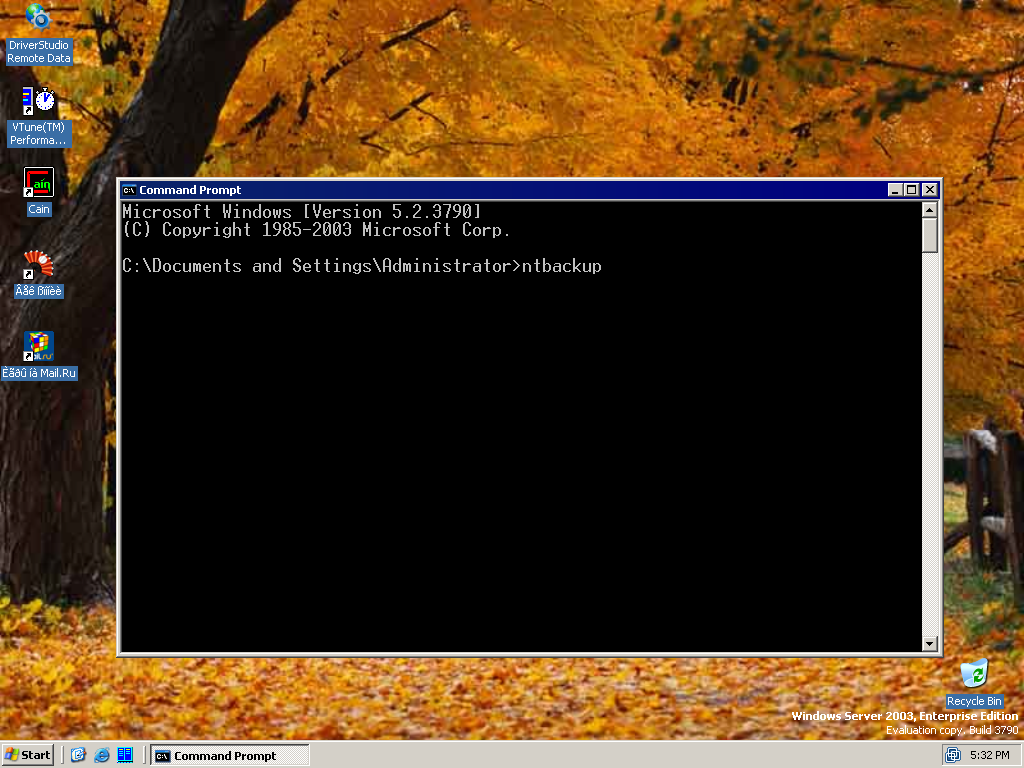 DriverStudio
Remote Data
VTune(TM)
Performa...
Cain
Âåê ßïîíèè
Èãðû íà Mail.Ru
Command Prompt
Microsoft Windows [Version 5.2.3790]
(C) Copyright 1985-2003 Microsoft Corp.
C:\Documents and Settings\Administrator>ntbackup
Recycle Bin
Windows Server 2003, Enterprise Edition
Evaluation copy. Build 3790
Start
Command Prompt
5:32 PM